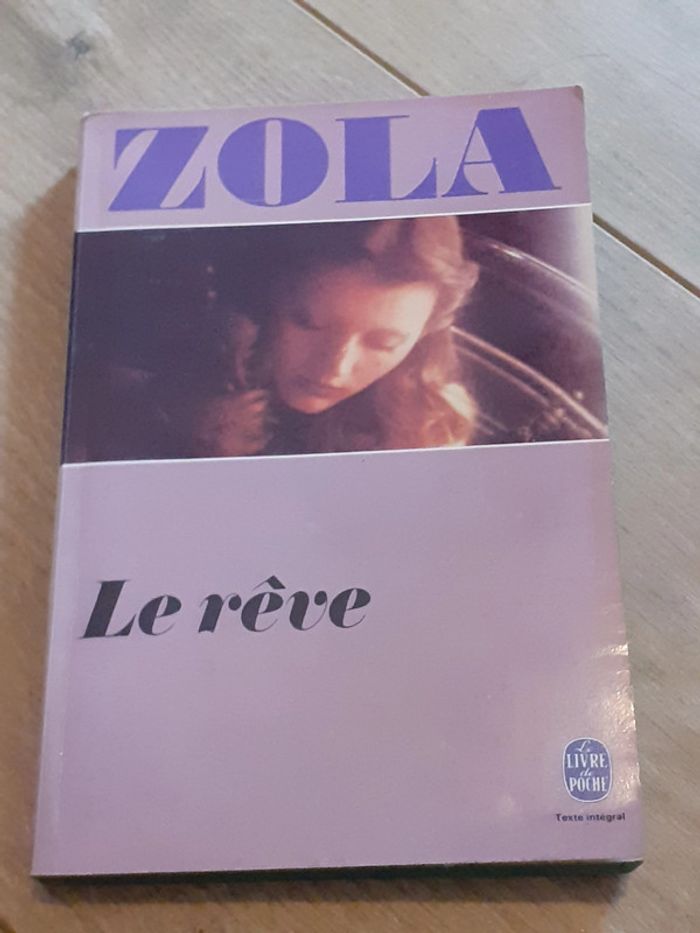 ZOLA
Le rêve
Le
LIVRE
de
POCHE
Texte intégral